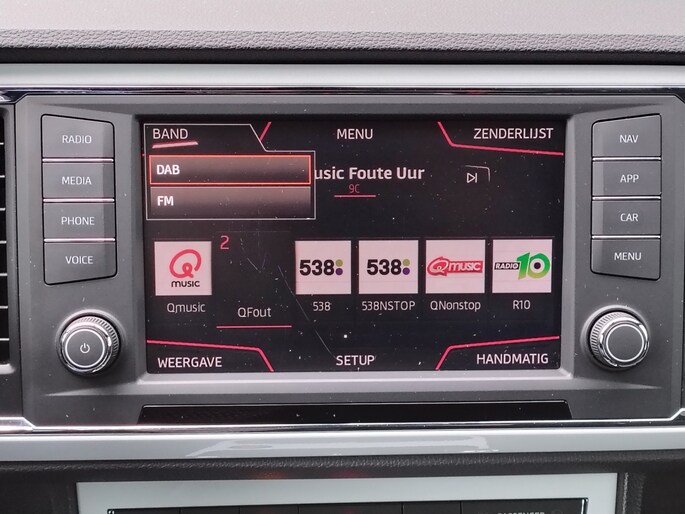 BAND
MENU
ZENDERLIJST
RADIO
MEDIA
PHONE
VOICE
DAB
FM
usic Foute Uur
9C
NAV
APP
CAR
MENU
2
Q music
538
538
Q music
RADIO 10
Qmusic
QFout
538
538NSTOP
QNonstop
R10
WEERGAVE
SETUP
HANDMATIG